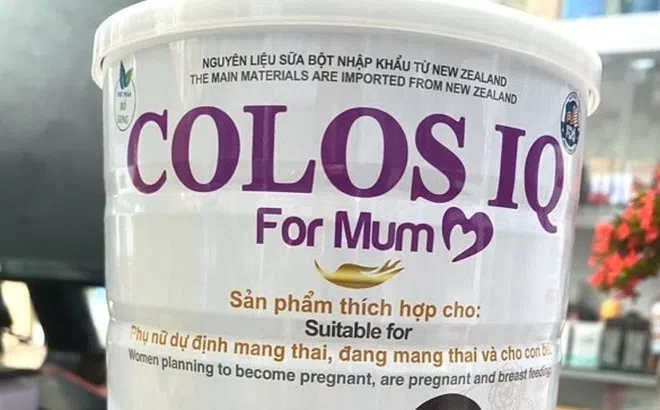 NGUYÊN LIỆU SỮA BỘT NHẬP KHẨU TỪ NEW ZEALAND
THE MAIN MATERIALS ARE IMPORTED FROM NEW ZEALAND
COLOS IQ
For Mum
Sản phẩm thích hợp cho:
Suitable for
Phụ nữ dự định mang thai, đang mang thai và cho con bú.
Women planning to become pregnant, are pregnant and breast feeding